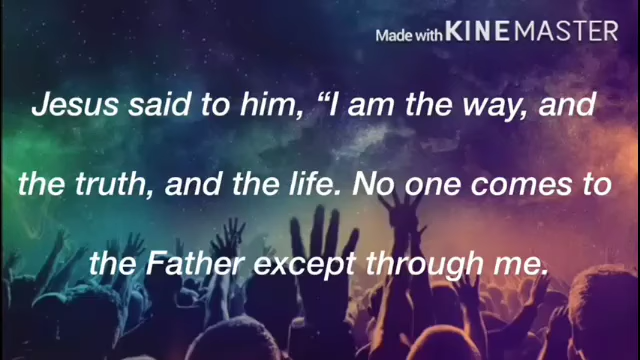 Made with KINEMASTER
Jesus said to him, “I am the way, and
the truth, and the life. No one comes to
the Father except through me.